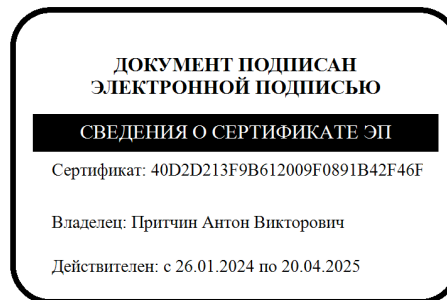 ДОКУМЕНТ ПОДПИСАН
ЭЛЕКТРОННОЙ ПОДПИСЬЮ
СВЕДЕНИЯ О СЕРТИФИКАТЕ ЭП
Сертификат: 40D2D213F9B612009F0891B42F46F
Владелец: Притчин Антон Викторович
Действителен: с 26.01.2024 по 20.04.2025